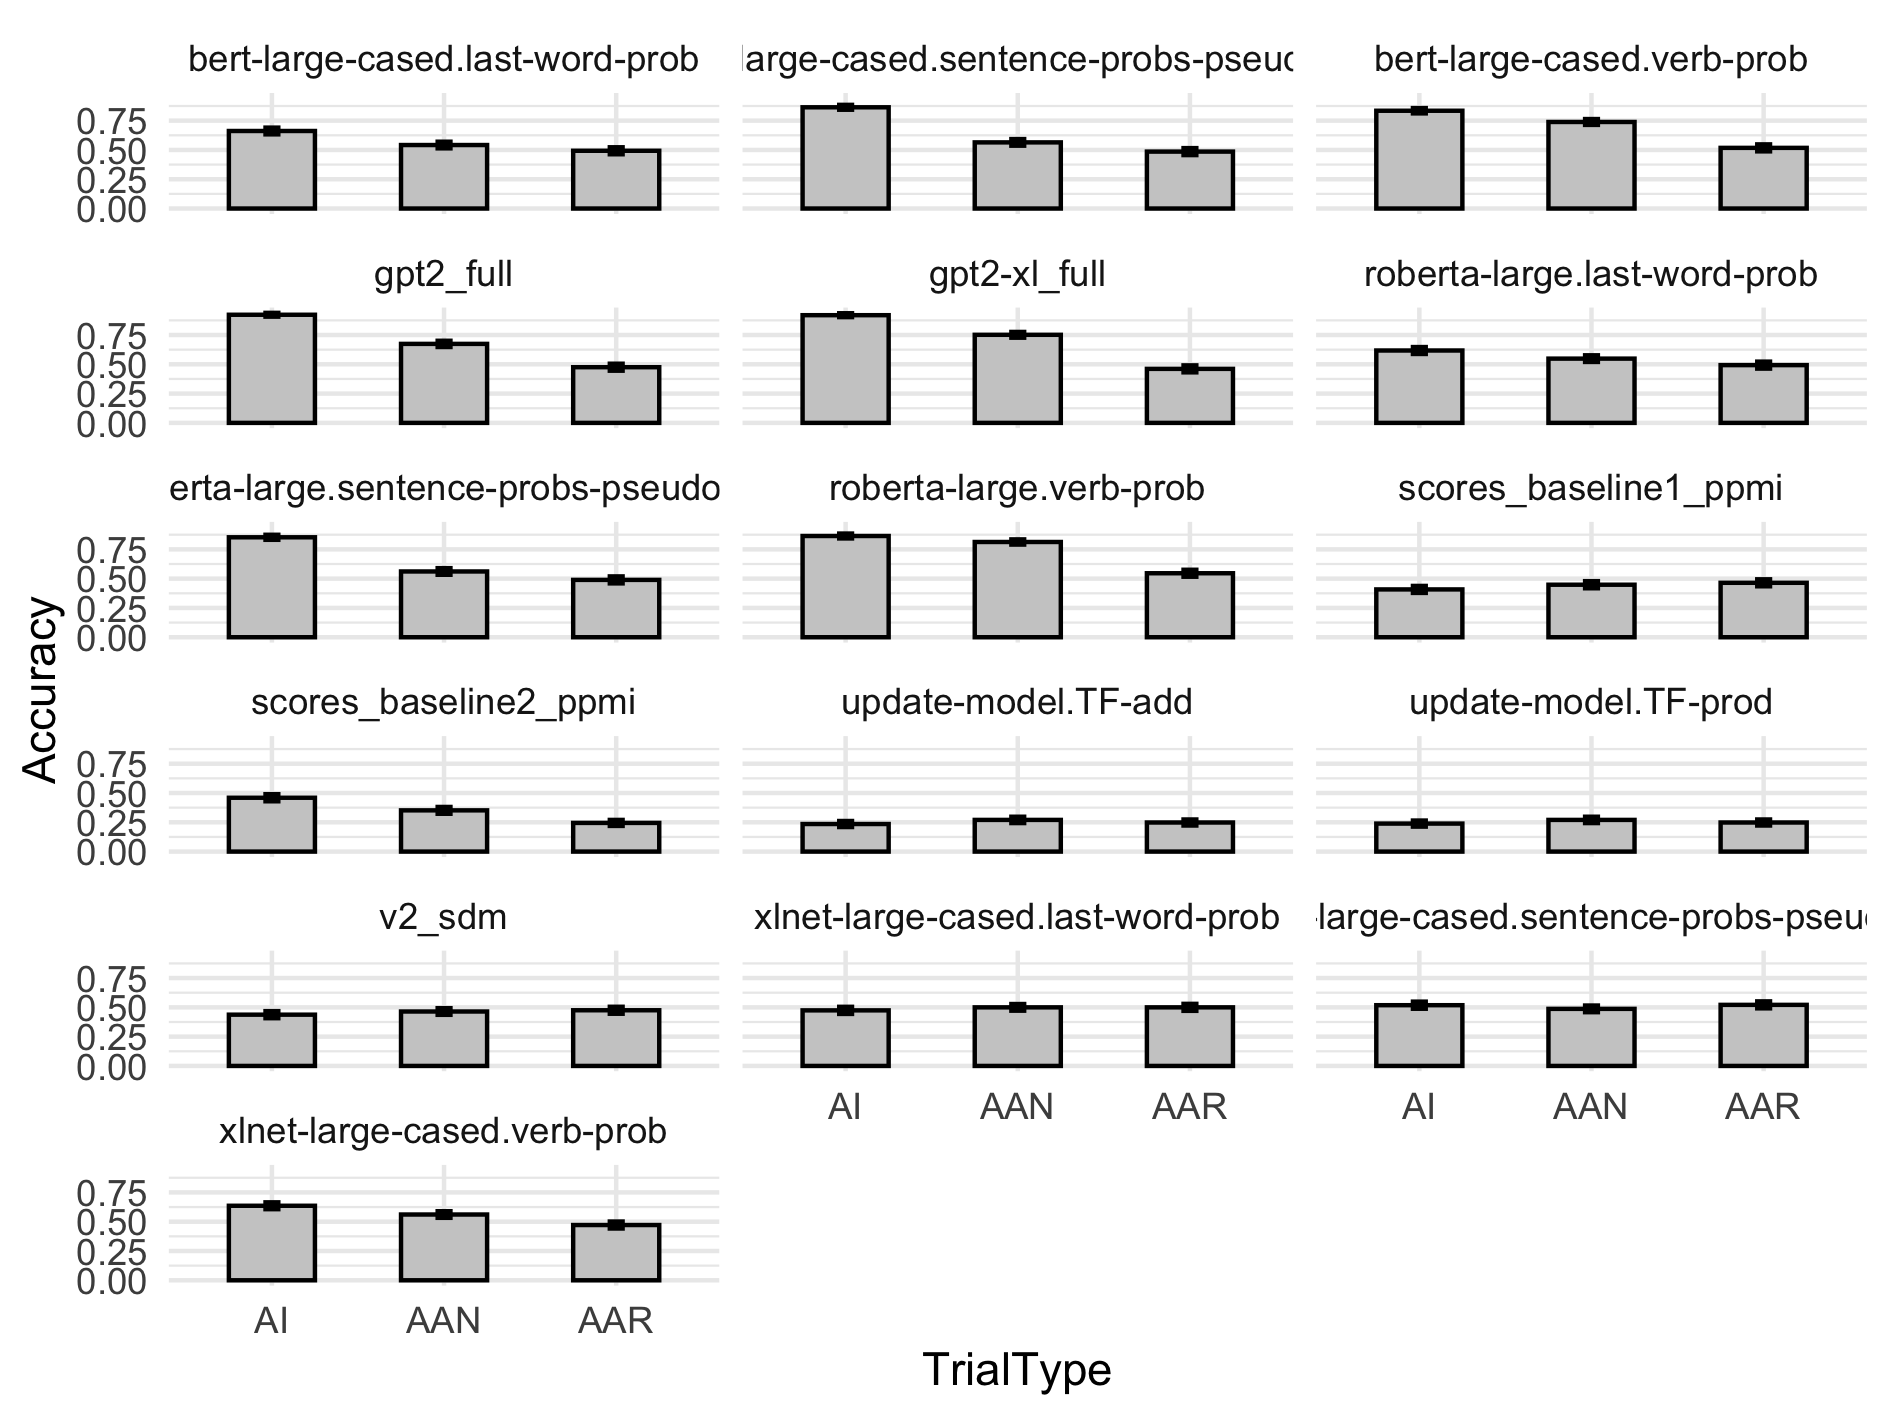 bert-large-cased.last-word-prob
large-cased.sentence-probs-pseud
bert-large-cased.verb-prob
0.75
0.50
0.25
0.00
gpt2_full
gpt2-xl_full
roberta-large.last-word-prob
0.75
0.50
0.25
0.00
erta-large.sentence-probs-pseudo
roberta-large.verb-prob
scores_baseline1_ppmi
0.75
0.50
0.25
0.00
Accuracy
scores_baseline2_ppmi
update-model.TF-add
update-model.TF-prod
0.75
0.50
0.25
0.00
v2_sdm
xlnet-large-cased.last-word-prob
-large-cased.sentence-probs-pseud
0.75
0.50
0.25
0.00
AI AAN AAR
AI AAN AAR
xlnet-large-cased.verb-prob
0.75
0.50
0.25
0.00
AI AAN AAR
TrialType